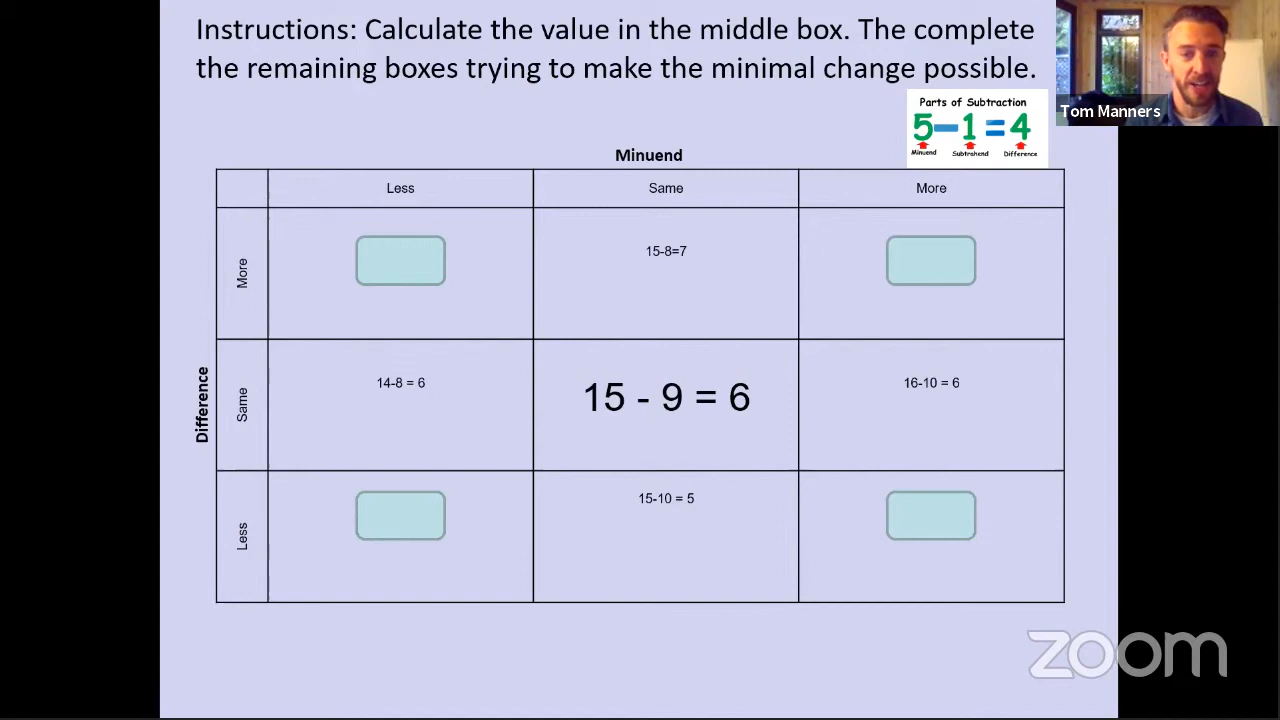 Instructions: Calculate the value in the middle box. The complete
the remaining boxes trying to make the minimal change possible.
Tom Manners
Parts of Subtraction
5-1=4
Minuend Subtrahend Difference
Minuend
Less Same More
More
15-8=7
Difference
Same
14-8 = 6
15 - 9 = 6
16-10 = 6
Less
15-10 = 5
zoom